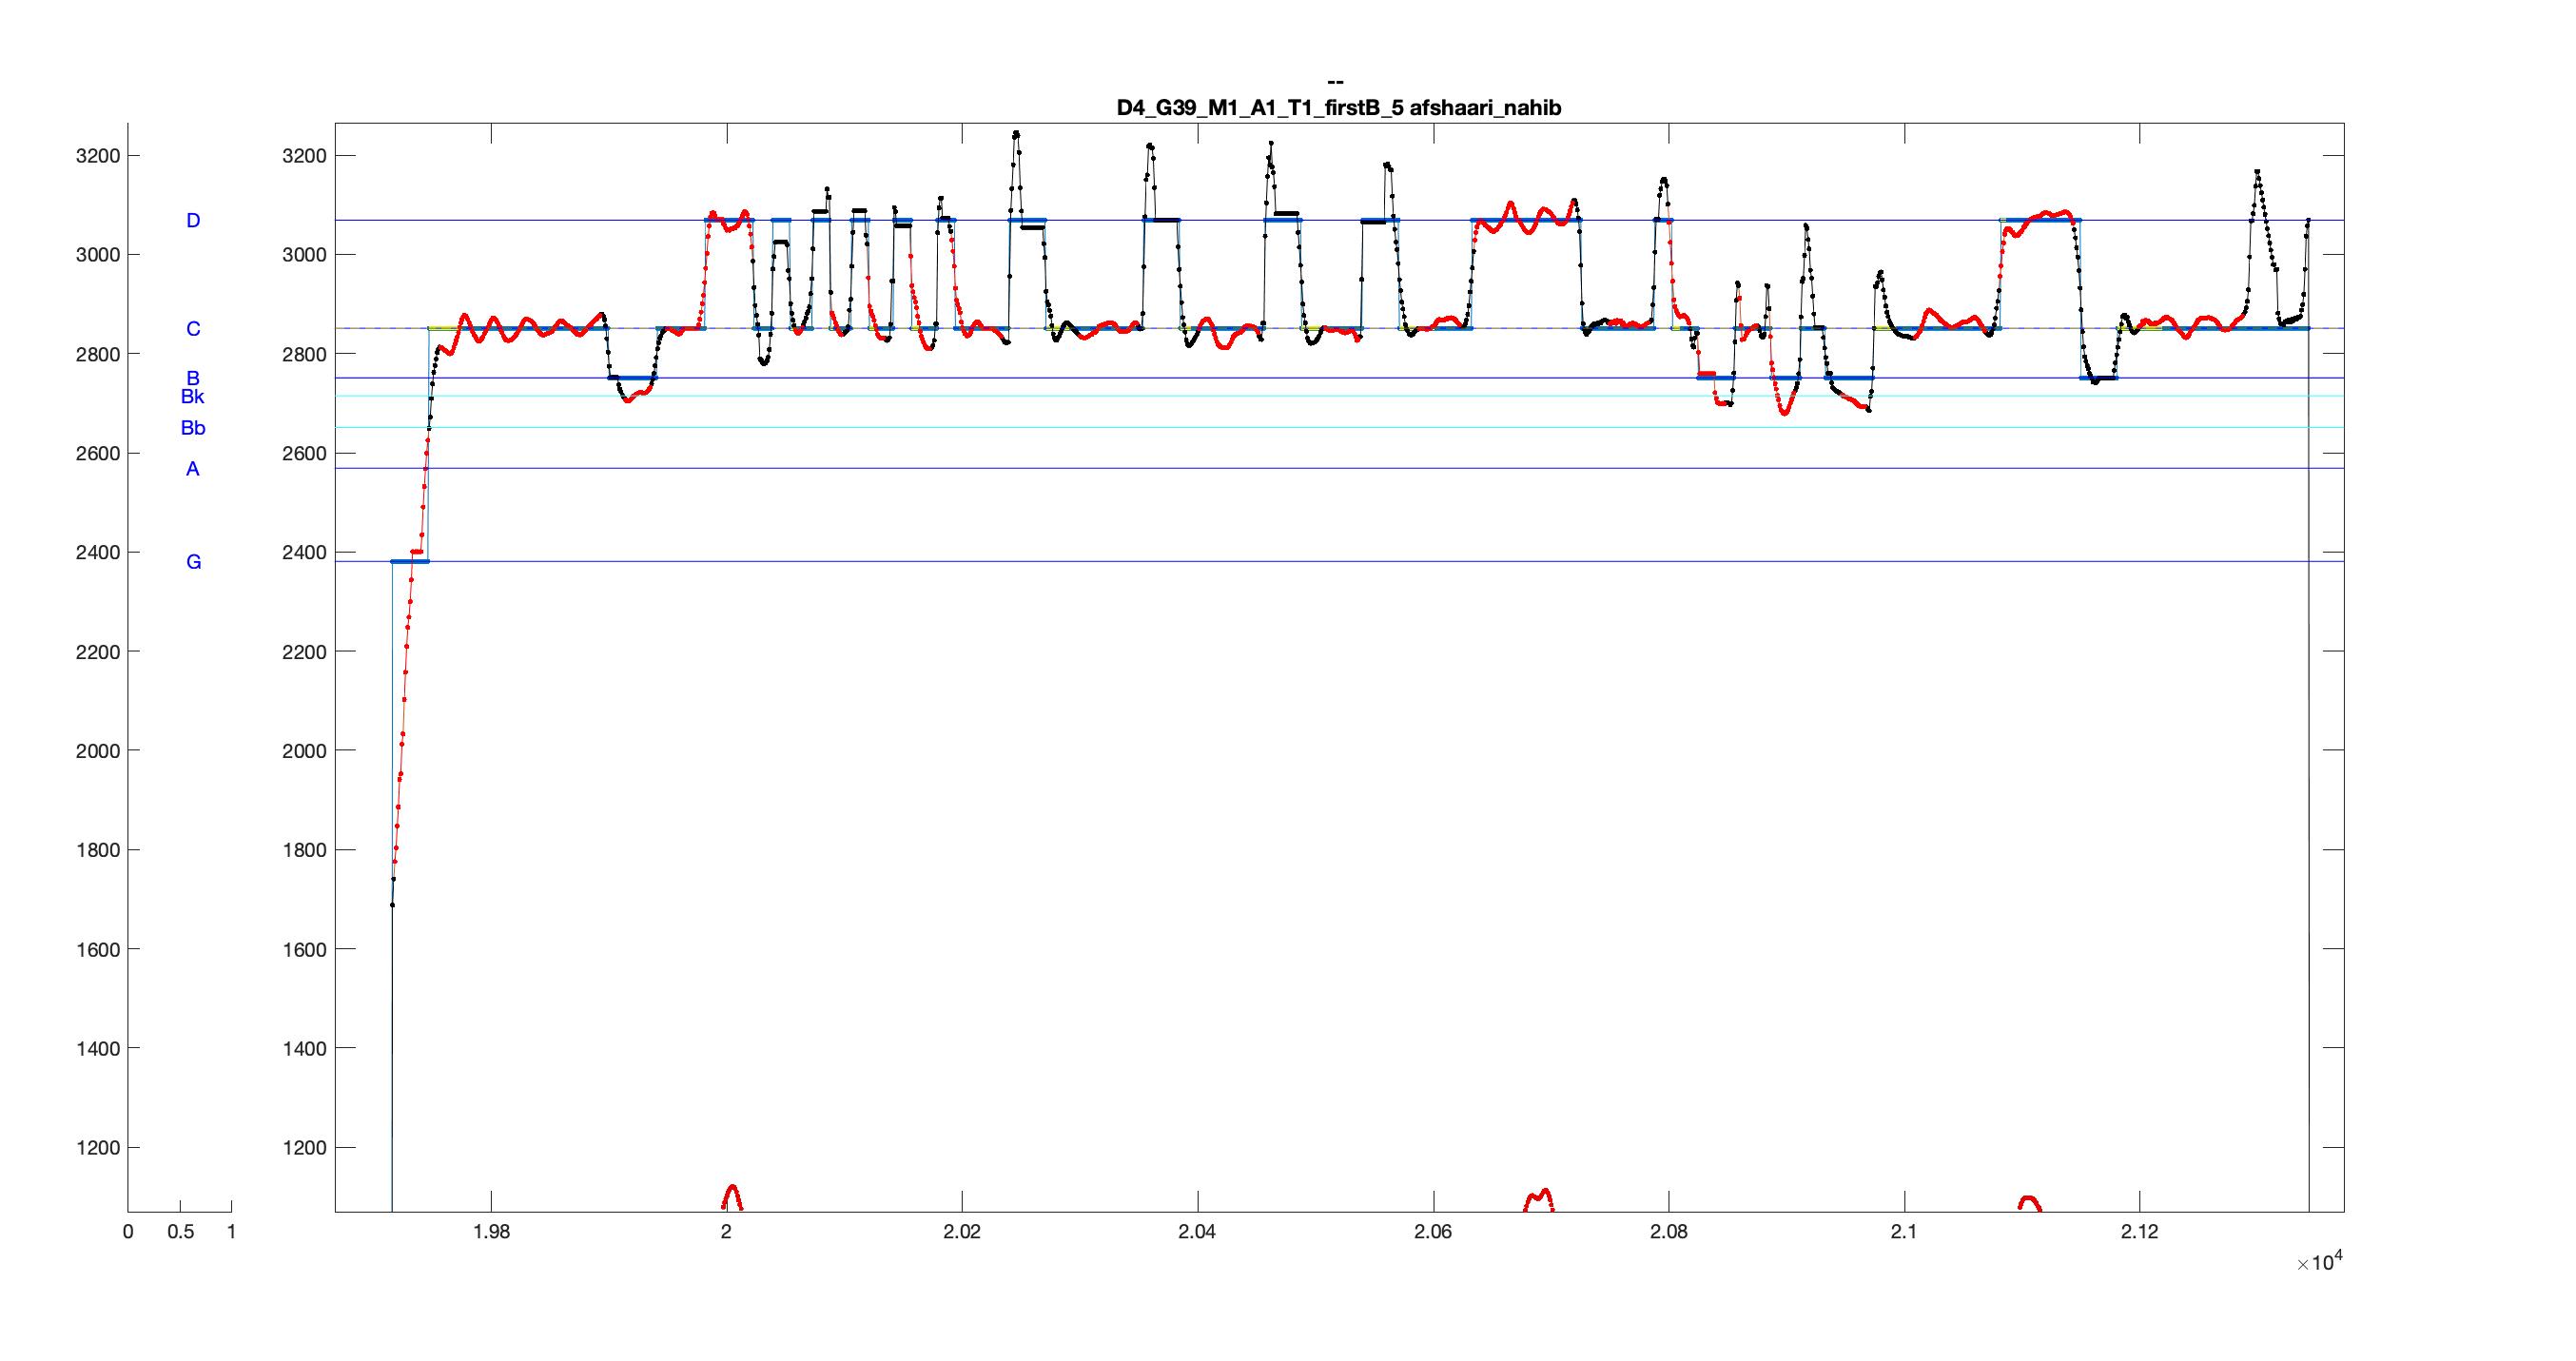 --
D4_G39_M1_A1_T1_firstB_5 afshaari_nahib
3200 D 3200
3000 3000
C
2800 2800
B
Bk
Bb
2600 2600
A
2400 2400
G
2200 2200
2000 2000
1800 1800
1600 1600
1400 1400
1200 1200
0 0.5 1 1.98 2 2.02 2.04 2.06 2.08 2.1 2.12
×10^4